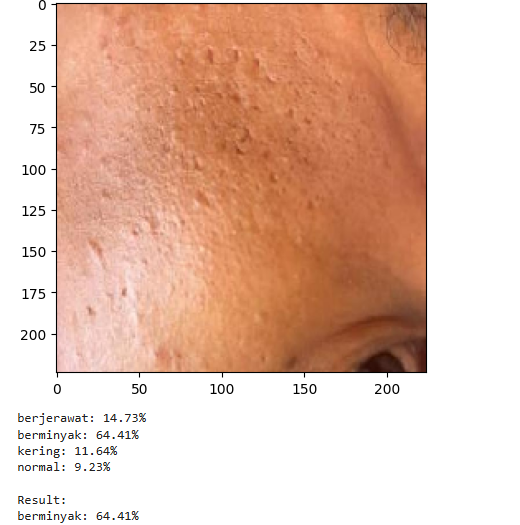 0
25
50
75
100
125
150
175
200
0 50 100 150 200
berjerawat: 14.73%
berminyak: 64.41%
kering: 11.64%
normal: 9.23%
Result:
berminyak: 64.41%